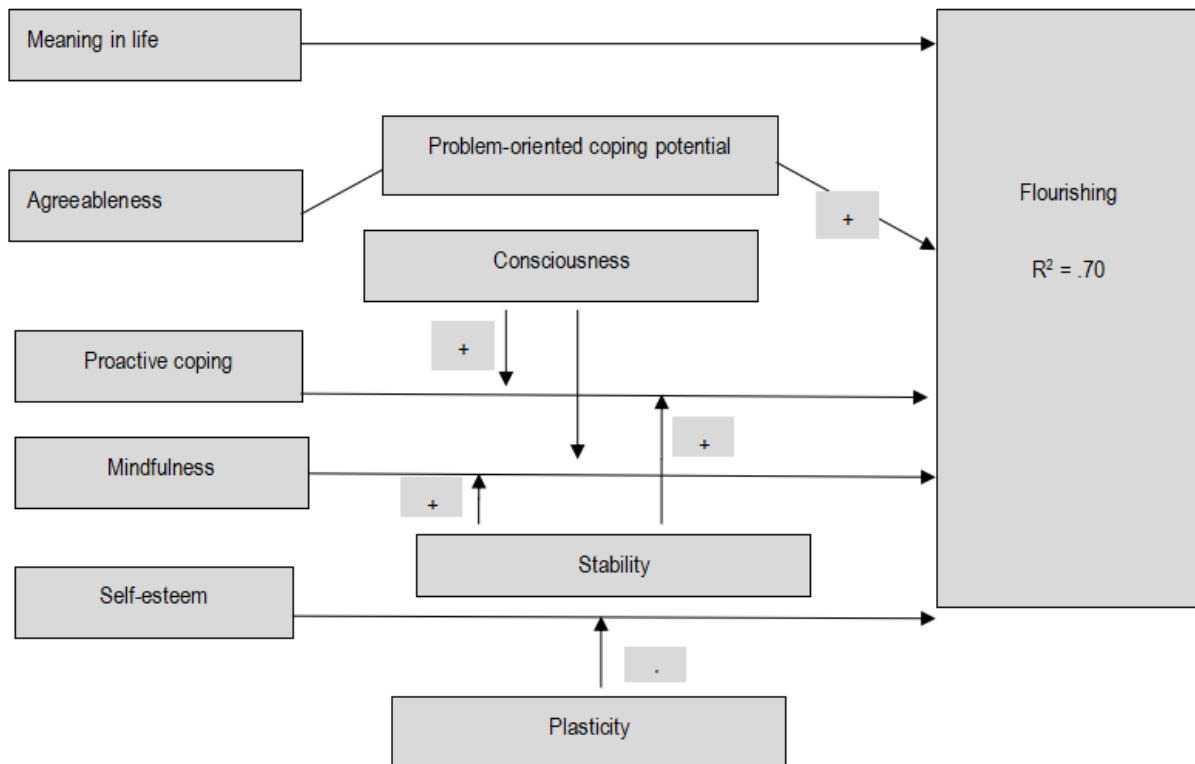 Meaning in life
Problem-oriented coping potential
Agreeableness
Flourishing
+
Consciousness
R² = .70
+
Proactive coping
+
Mindfulness
+
Stability
Self-esteem
.
Plasticity